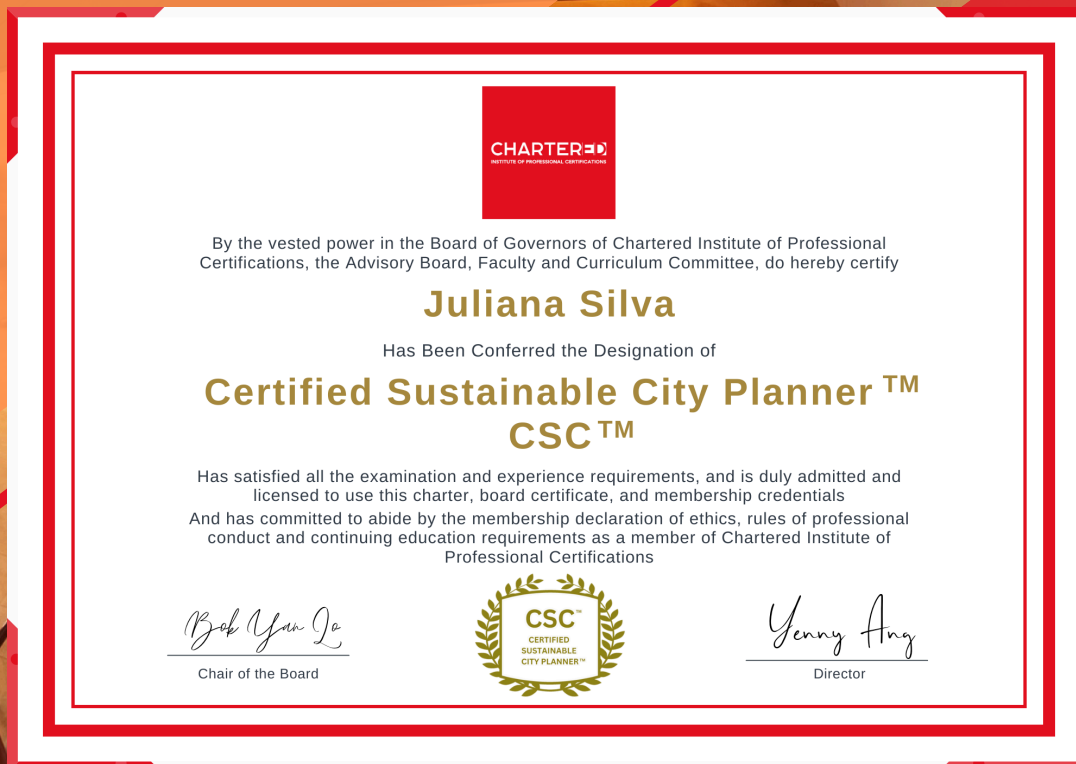 CHARTERED
INSTITUTE OF PROFESSIONAL CERTIFICATIONS
By the vested power in the Board of Governors of Chartered Institute of Professional
Certifications, the Advisory Board, Faculty and Curriculum Committee, do hereby certify
Juliana Silva
Has Been Conferred the Designation of
Certified Sustainable City Planner ™
CSC™
Has satisfied all the examination and experience requirements, and is duly admitted and
licensed to use this charter, board certificate, and membership credentials
And has committed to abide by the membership declaration of ethics, rules of professional
conduct and continuing education requirements as a member of Chartered Institute of
Professional Certifications
Bok Yan Lo
Chair of the Board
CSC™
CERTIFIED
SUSTAINABLE
CITY PLANNER™
Yenny Ang
Director